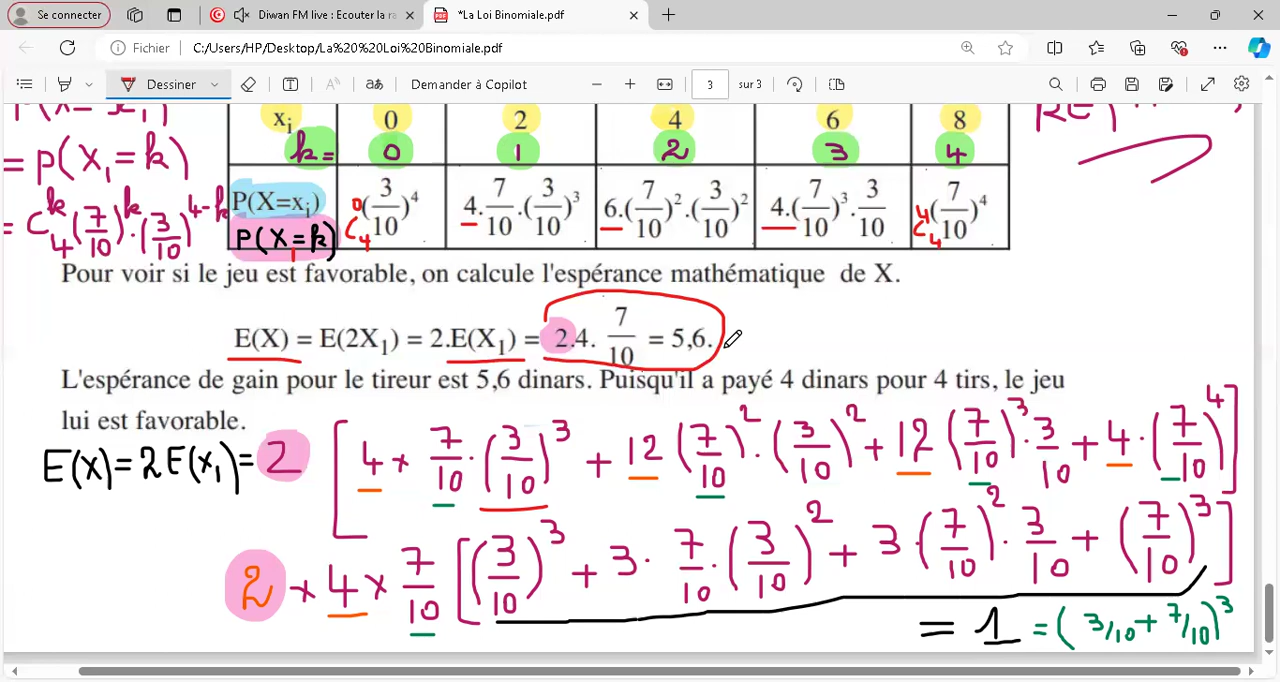 Se connecter
Diwan FM live : Ecouter la ra
*La Loi Binomiale.pdf
Fichier
C:/Users/HP/Desktop/La%20%20Loi%20Binomiale.pdf
Dessiner
Demander à Copilot
3 sur 3
xi 0 2 4 6 8
k= 0 1 2 3 4
= p(X₁ = k)
= C₄ᵏ (7/10)ᵏ · (3/10)⁴⁻ᵏ
P(X=xi) C₄⁰ (3/10)⁴ 4. 7/10 .(3/10)³ 6.(7/10)².(3/10)² 4.(7/10)³. 3/10 C₄⁴ (7/10)⁴
P(X₁=k)
Pour voir si le jeu est favorable, on calcule l'espérance mathématique de X.
E(X) = E(2X₁) = 2.E(X₁) = 2.4. 7/10 = 5,6.
L'espérance de gain pour le tireur est 5,6 dinars. Puisqu'il a payé 4 dinars pour 4 tirs, le jeu
lui est favorable.
E(X)=2E(X₁)=2 [4 × 7/10 · (3/10)³ + 12 (7/10)² · (3/10)² + 12 (7/10)³ · 3/10 + 4 · (7/10)⁴]
2 × 4 × 7/10 [(3/10)³ + 3 · 7/10 · (3/10)² + 3 · (7/10)² · 3/10 + (7/10)³]
= 1 = (3/10 + 7/10)³